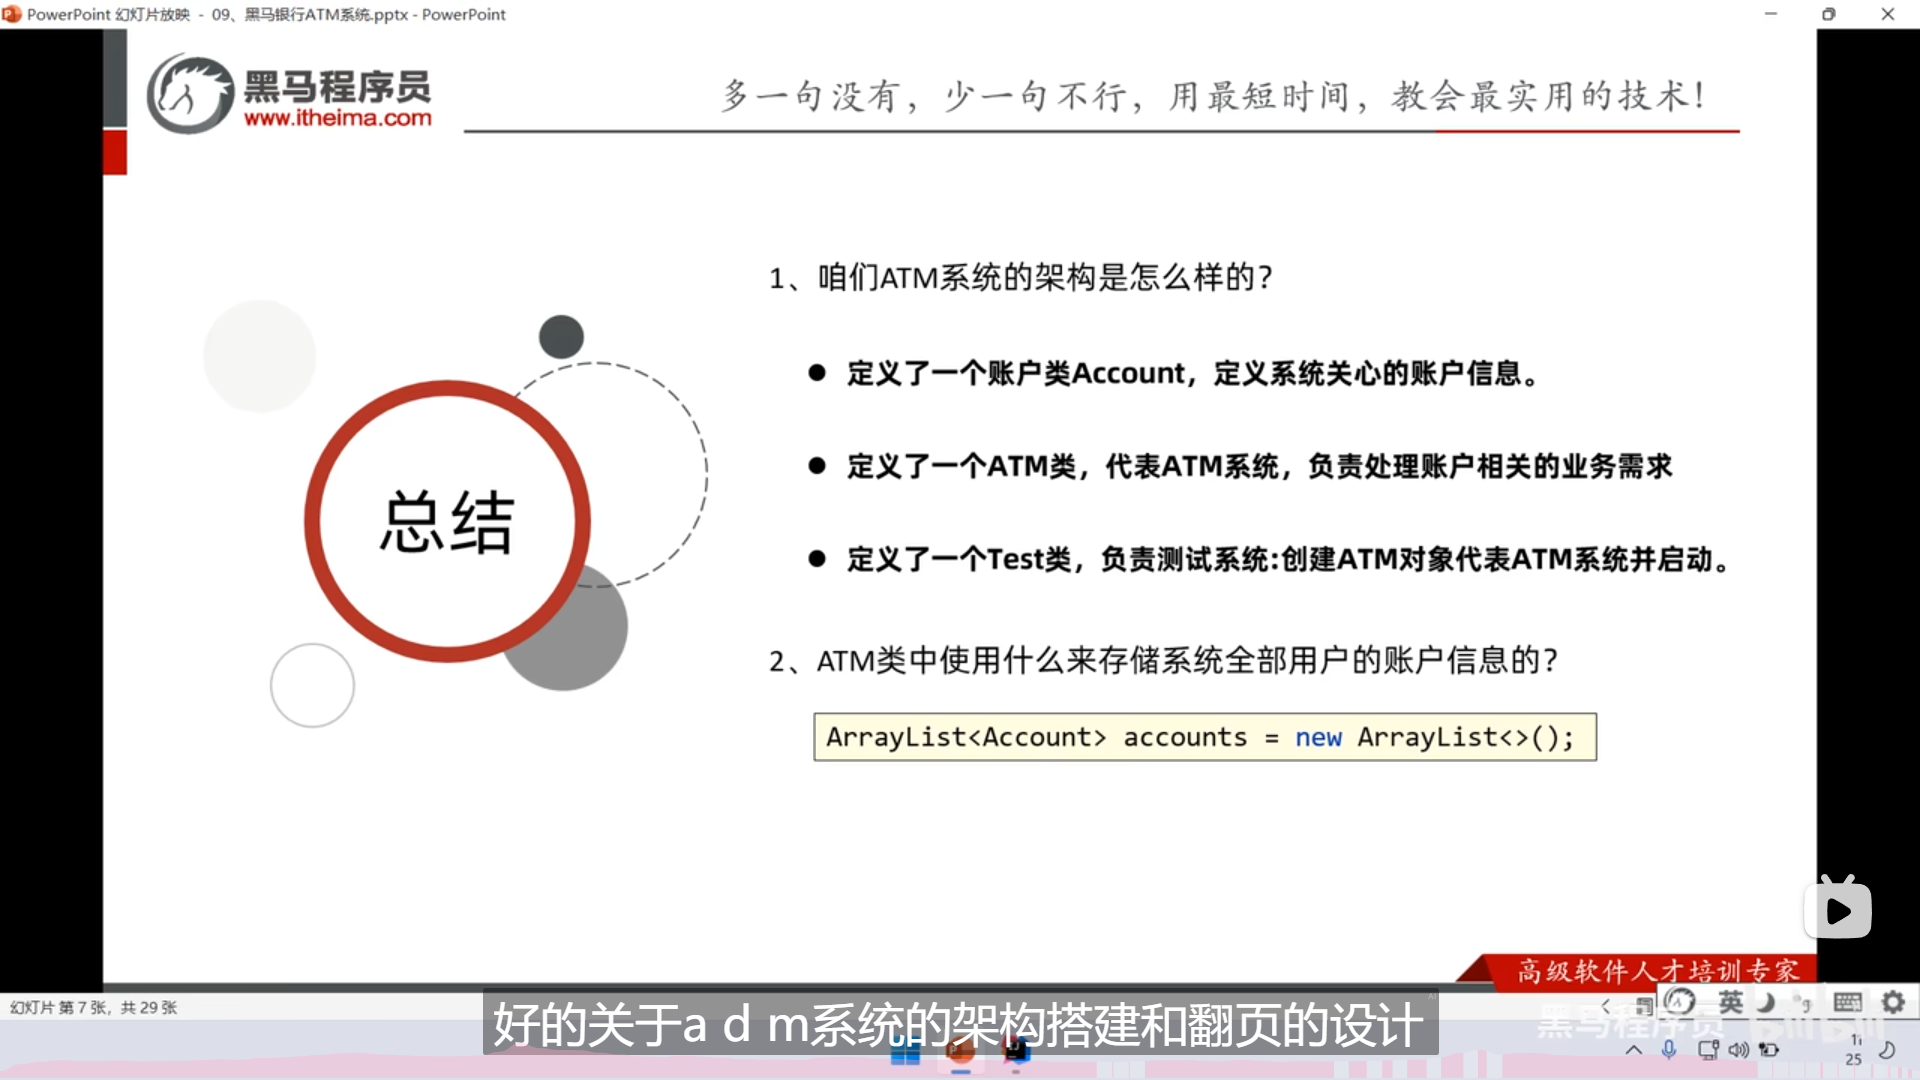 PowerPoint 幻灯片放映 - 09、黑马银行ATM系统.pptx - PowerPoint
黑马程序员
www.itheima.com
多一句没有，少一句不行，用最短时间，教会最实用的技术！
1、咱们ATM系统的架构是怎么样的？
● 定义了一个账户类Account，定义系统关心的账户信息。
● 定义了一个ATM类，代表ATM系统，负责处理账户相关的业务需求
● 定义了一个Test类，负责测试系统:创建ATM对象代表ATM系统并启动。
总结
2、ATM类中使用什么来存储系统全部用户的账户信息的？
ArrayList<Account> accounts = new ArrayList<>();
高级软件人才培训专家
幻灯片 第 7 张，共 29 张
英
黑马程序员
好的关于a d m系统的架构搭建和翻页的设计
25